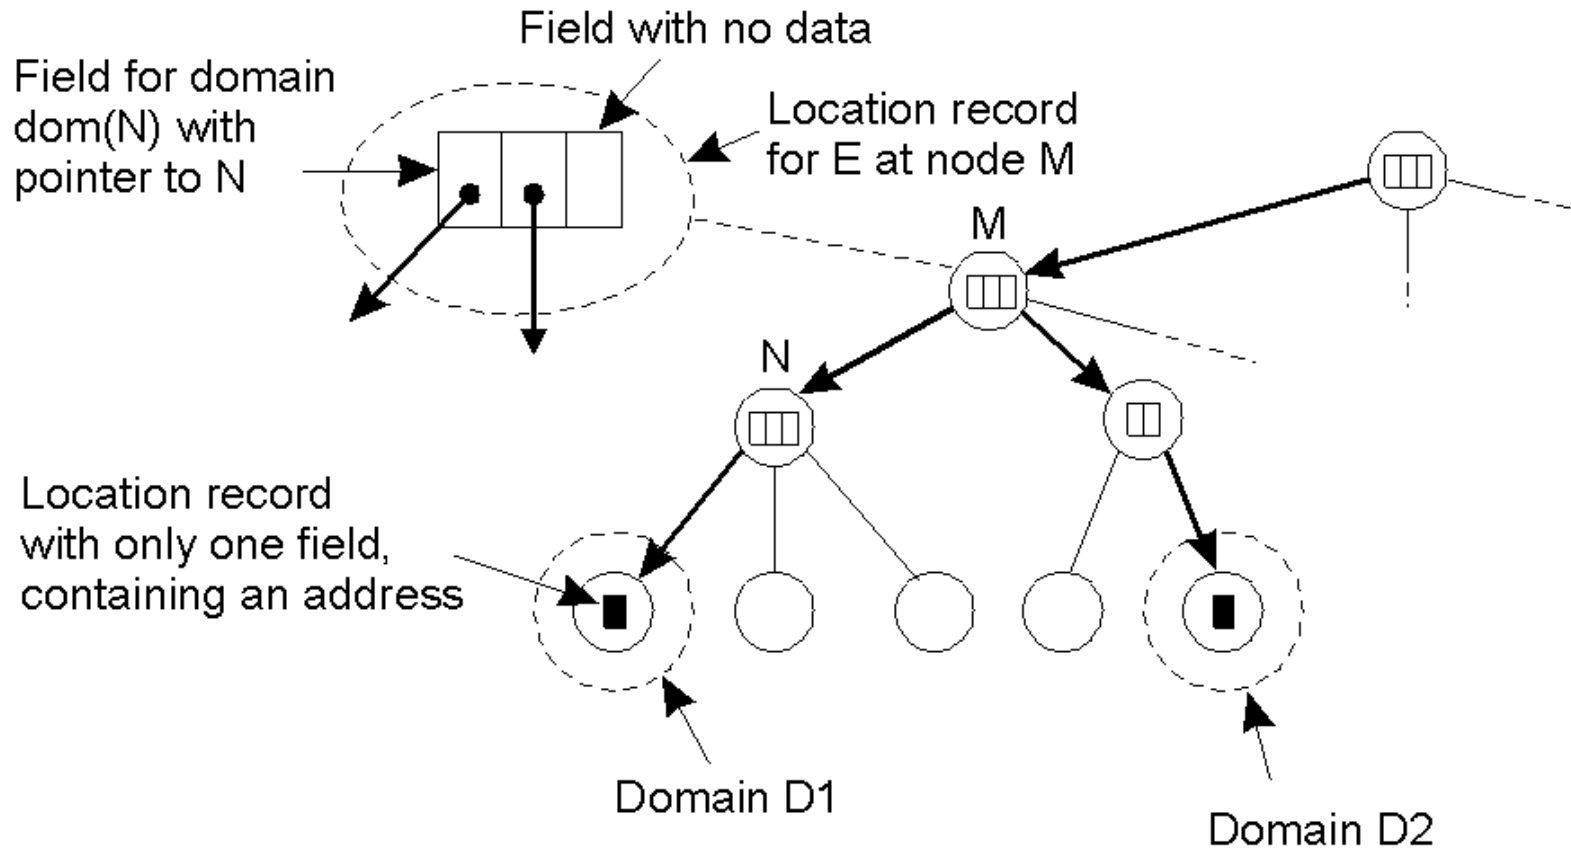 Field with no data
Field for domain
dom(N) with
pointer to N
Location record
for E at node M
M
N
Location record
with only one field,
containing an address
Domain D1
Domain D2